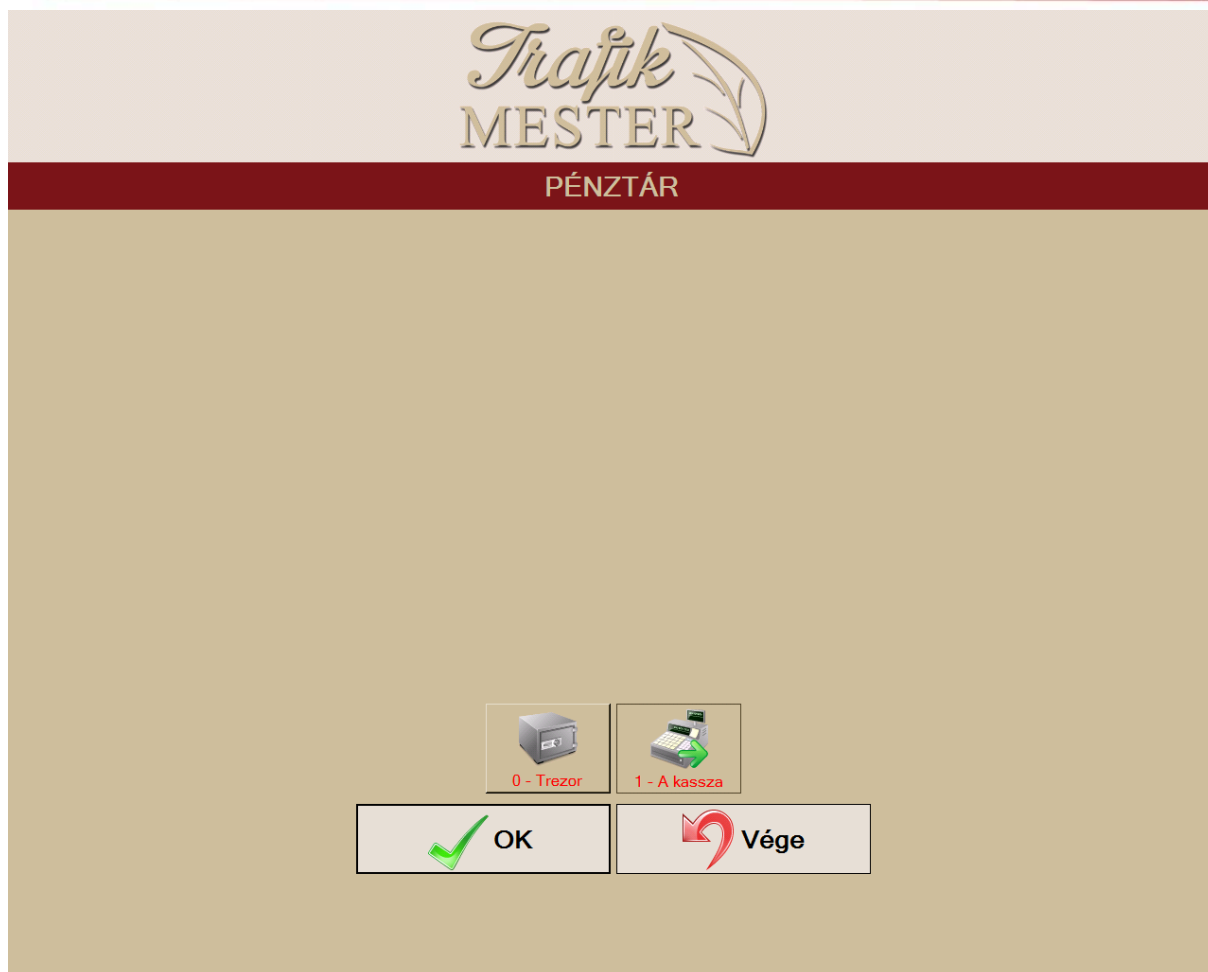 Trafik
MESTER
PÉNZTÁR
0 - Trezor
1 - A kassza
OK
Vége